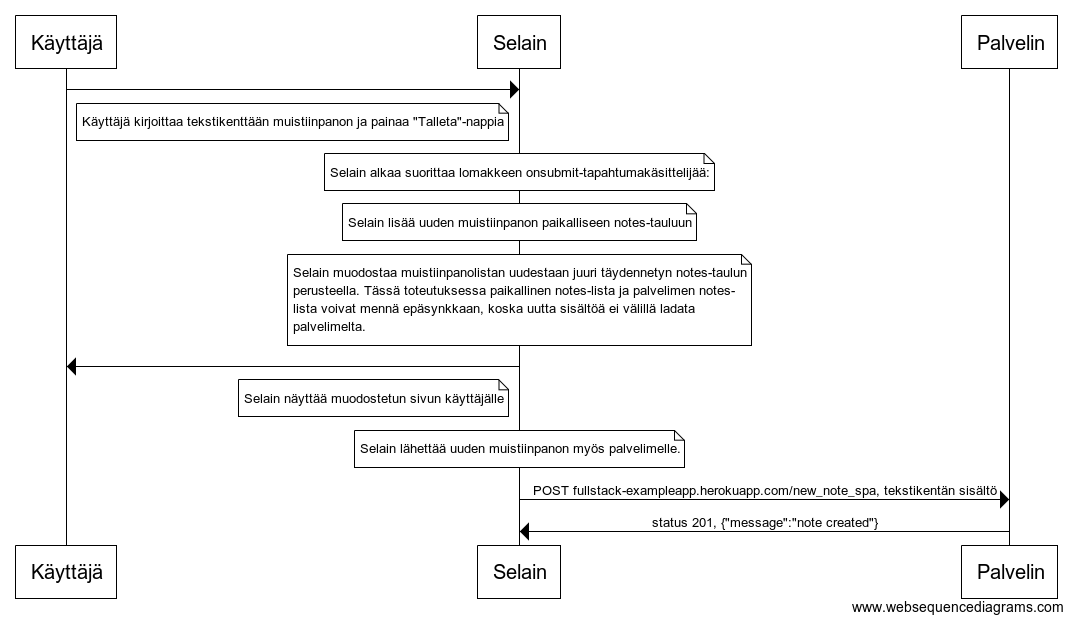 Käyttäjä
Selain
Palvelin
Käyttäjä kirjoittaa tekstikenttään muistiinpanon ja painaa "Talleta"-nappia
Selain alkaa suorittaa lomakkeen onsubmit-tapahtumakäsittelijää:
Selain lisää uuden muistiinpanon paikalliseen notes-tauluun
Selain muodostaa muistiinpanolistan uudestaan juuri täydennetyn notes-taulun
perusteella. Tässä toteutuksessa paikallinen notes-lista ja palvelimen notes-
lista voivat mennä epäsynkkaan, koska uutta sisältöä ei välillä ladata
palvelimelta.
Selain näyttää muodostetun sivun käyttäjälle
Selain lähettää uuden muistiinpanon myös palvelimelle.
POST fullstack-exampleapp.herokuapp.com/new_note_spa, tekstikentän sisältö
status 201, {"message":"note created"}
Käyttäjä
Selain
Palvelin
www.websequencediagrams.com